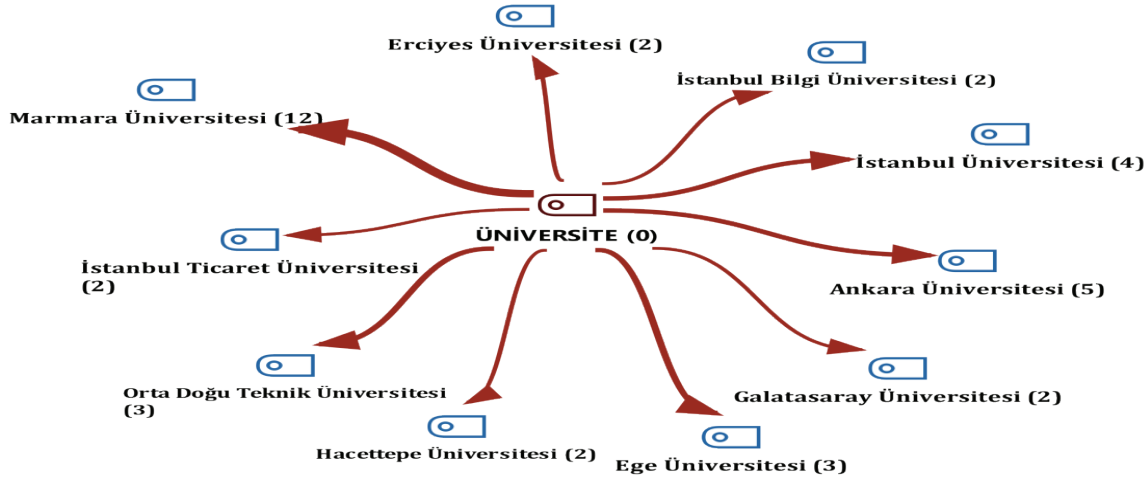 Erciyes Üniversitesi (2)
İstanbul Bilgi Üniversitesi (2)
Marmara Üniversitesi (12)
İstanbul Üniversitesi (4)
ÜNİVERSİTE (0)
İstanbul Ticaret Üniversitesi
(2)
Ankara Üniversitesi (5)
Orta Doğu Teknik Üniversitesi
(3)
Galatasaray Üniversitesi (2)
Hacettepe Üniversitesi (2)
Ege Üniversitesi (3)